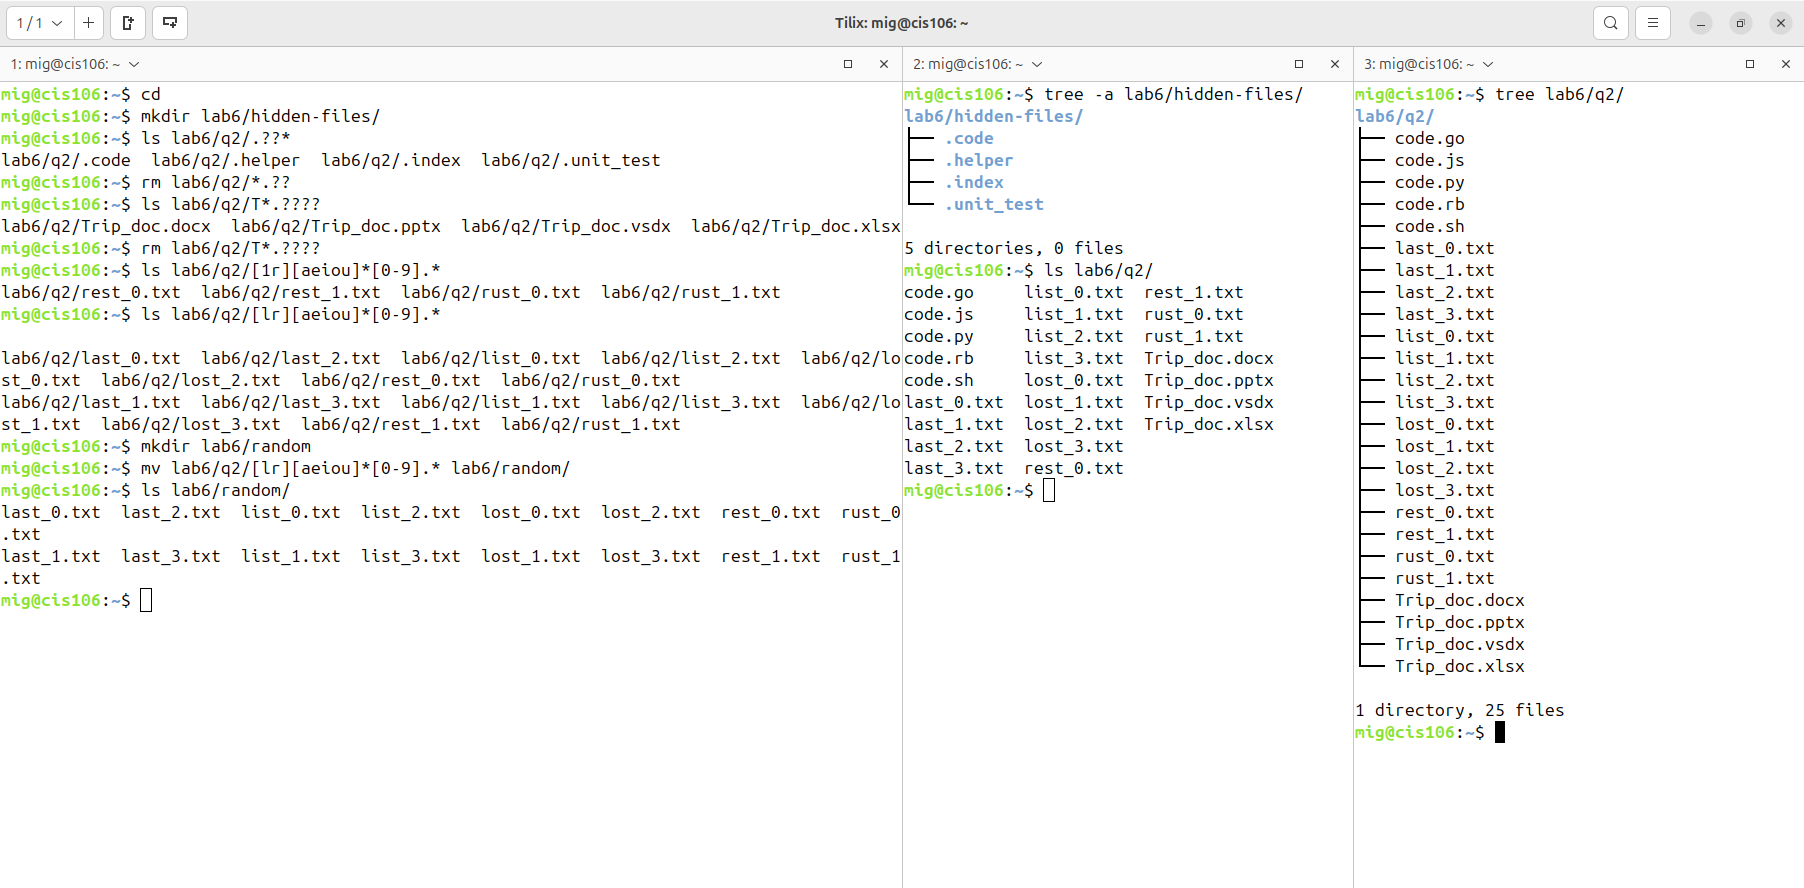 1 / 1
Tilix: mig@cis106: ~
1: mig@cis106: ~
mig@cis106:~$ cd
mig@cis106:~$ mkdir lab6/hidden-files/
mig@cis106:~$ ls lab6/q2/.??*
lab6/q2/.code  lab6/q2/.helper  lab6/q2/.index  lab6/q2/.unit_test
mig@cis106:~$ rm lab6/q2/*.??
mig@cis106:~$ ls lab6/q2/T*.????
lab6/q2/Trip_doc.docx  lab6/q2/Trip_doc.pptx  lab6/q2/Trip_doc.vsdx  lab6/q2/Trip_doc.xlsx
mig@cis106:~$ rm lab6/q2/T*.????
mig@cis106:~$ ls lab6/q2/[1r][aeiou]*[0-9].*
lab6/q2/rest_0.txt  lab6/q2/rest_1.txt  lab6/q2/rust_0.txt  lab6/q2/rust_1.txt
mig@cis106:~$ ls lab6/q2/[lr][aeiou]*[0-9].*
lab6/q2/last_0.txt  lab6/q2/last_2.txt  lab6/q2/list_0.txt  lab6/q2/list_2.txt  lab6/q2/lo
st_0.txt  lab6/q2/lost_2.txt  lab6/q2/rest_0.txt  lab6/q2/rust_0.txt
lab6/q2/last_1.txt  lab6/q2/last_3.txt  lab6/q2/list_1.txt  lab6/q2/list_3.txt  lab6/q2/lo
st_1.txt  lab6/q2/lost_3.txt  lab6/q2/rest_1.txt  lab6/q2/rust_1.txt
mig@cis106:~$ mkdir lab6/random
mig@cis106:~$ mv lab6/q2/[lr][aeiou]*[0-9].* lab6/random/
mig@cis106:~$ ls lab6/random/
last_0.txt  last_2.txt  list_0.txt  list_2.txt  lost_0.txt  lost_2.txt  rest_0.txt  rust_0
.txt
last_1.txt  last_3.txt  list_1.txt  list_3.txt  lost_1.txt  lost_3.txt  rest_1.txt  rust_1
.txt
mig@cis106:~$
2: mig@cis106: ~
mig@cis106:~$ tree -a lab6/hidden-files/
lab6/hidden-files/
├── .code
├── .helper
├── .index
└── .unit_test
5 directories, 0 files
mig@cis106:~$ ls lab6/q2/
code.go     list_0.txt  rest_1.txt
code.js     list_1.txt  rust_0.txt
code.py     list_2.txt  rust_1.txt
code.rb     list_3.txt  Trip_doc.docx
code.sh     lost_0.txt  Trip_doc.pptx
last_0.txt  lost_1.txt  Trip_doc.vsdx
last_1.txt  lost_2.txt  Trip_doc.xlsx
last_2.txt  lost_3.txt
last_3.txt  rest_0.txt
mig@cis106:~$
3: mig@cis106: ~
mig@cis106:~$ tree lab6/q2/
lab6/q2/
├── code.go
├── code.js
├── code.py
├── code.rb
├── code.sh
├── last_0.txt
├── last_1.txt
├── last_2.txt
├── last_3.txt
├── list_0.txt
├── list_1.txt
├── list_2.txt
├── list_3.txt
├── lost_0.txt
├── lost_1.txt
├── lost_2.txt
├── lost_3.txt
├── rest_0.txt
├── rest_1.txt
├── rust_0.txt
├── rust_1.txt
├── Trip_doc.docx
├── Trip_doc.pptx
├── Trip_doc.vsdx
└── Trip_doc.xlsx
1 directory, 25 files
mig@cis106:~$